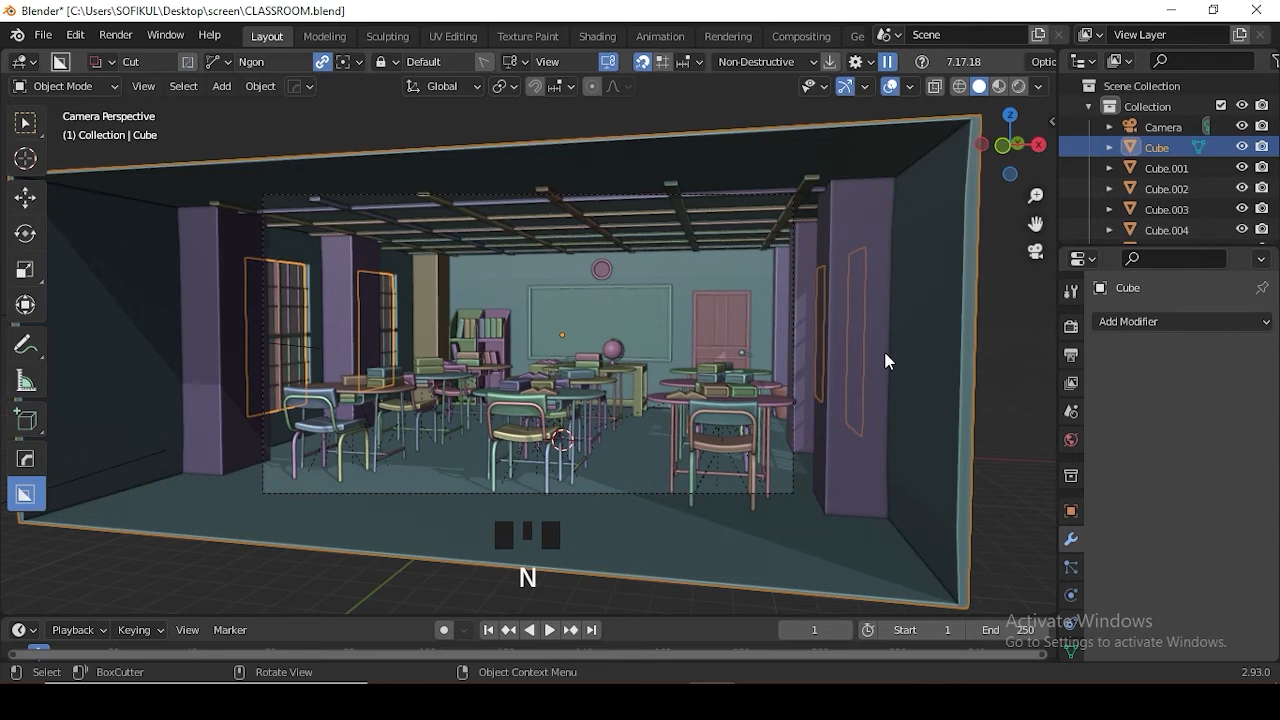 Blender* [C:\Users\SOFIKUL\Desktop\screen\CLASSROOM.blend]
File Edit Render Window Help Layout Modeling Sculpting UV Editing Texture Paint Shading Animation Rendering Compositing Ge Scene View Layer
Cut Ngon Default View Non-Destructive 7.17.18 Optic
Object Mode View Select Add Object Global
Camera Perspective
(1) Collection | Cube
Z
X
Y
Scene Collection
Collection
Camera
Cube
Cube.001
Cube.002
Cube.003
Cube.004
Cube
Add Modifier
N
Playback Keying View Marker 1 Start 1 End 250
Activate Windows
Go to Settings to activate Windows.
Select BoxCutter Rotate View Object Context Menu 2.93.0